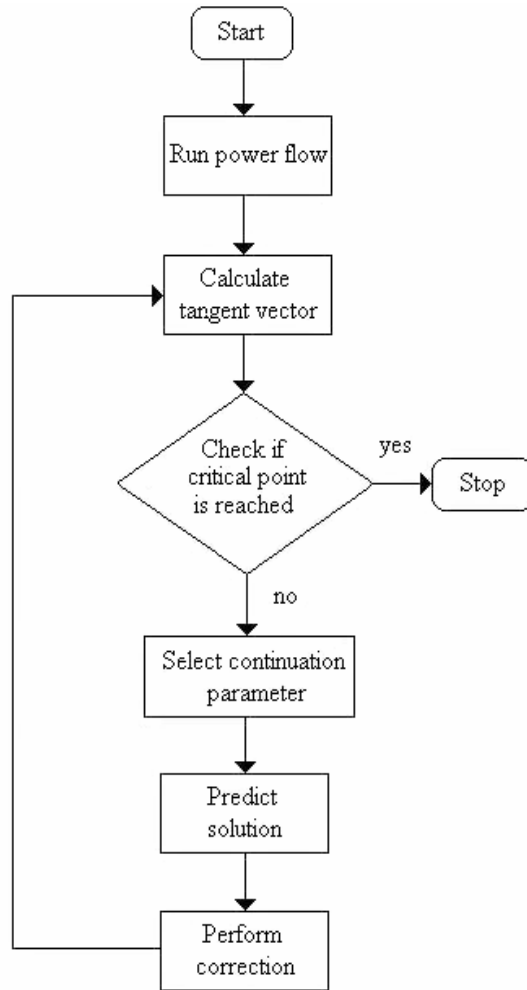 Start
Run power flow
Calculate
tangent vector
Check if
critical point
is reached
yes
Stop
no
Select continuation
parameter
Predict
solution
Perform
correction